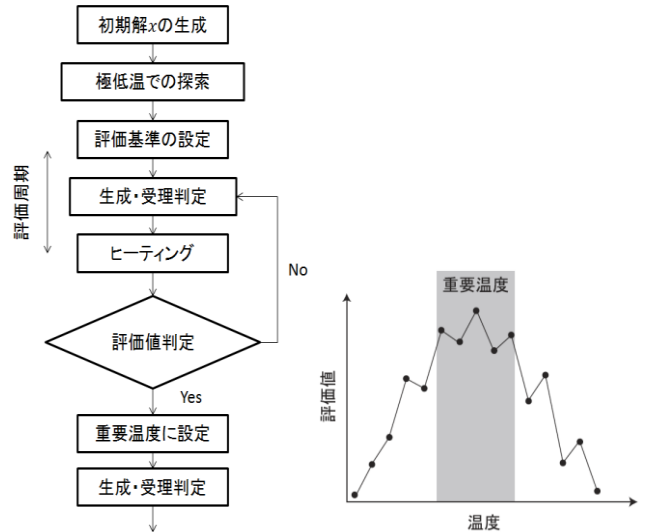 初期解xの生成
極低温での探索
評価基準の設定
生成・受理判定
ヒーティング
評価周期
No
評価値判定
Yes
重要温度に設定
生成・受理判定
重要温度
評価値
温度